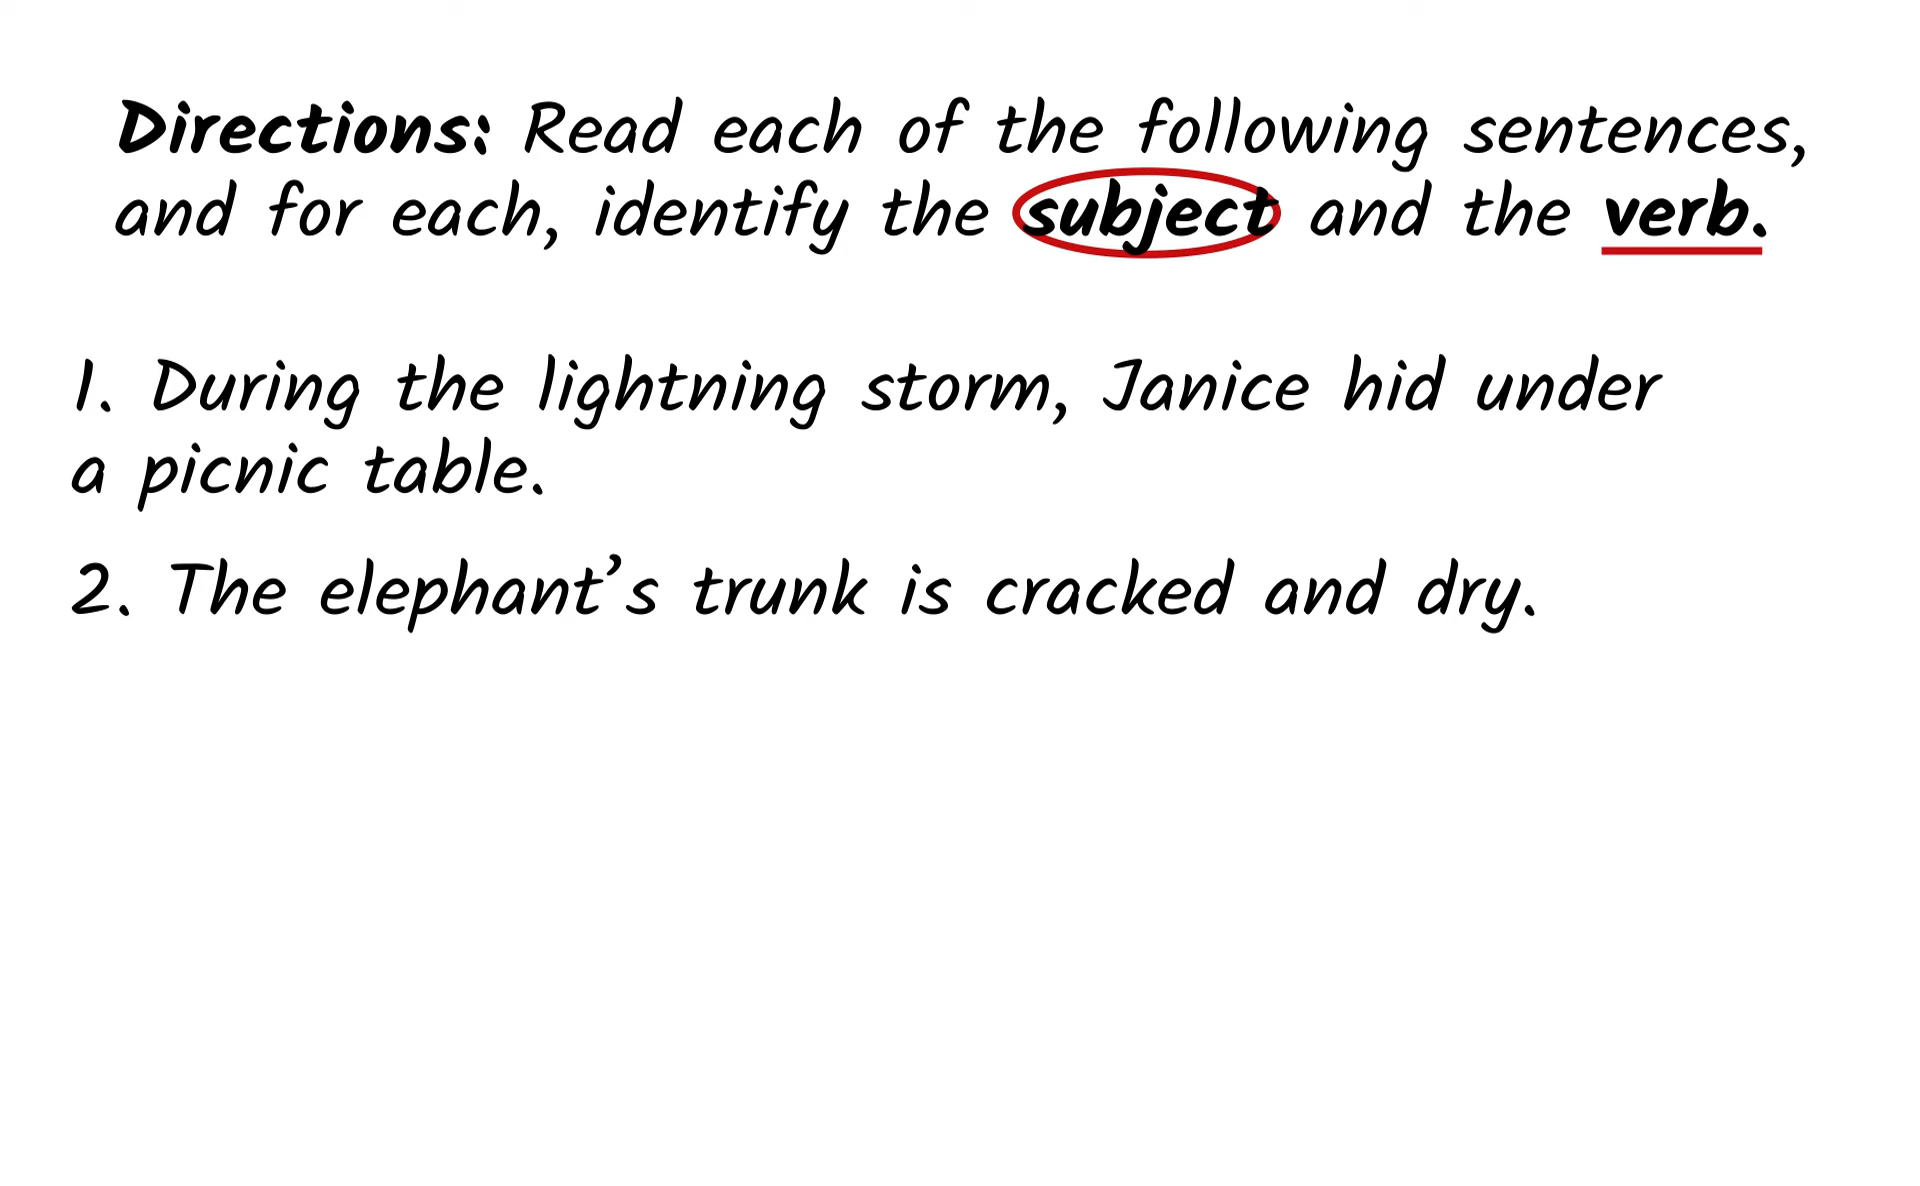 Directions: Read each of the following sentences,
and for each, identify the subject and the verb.
1. During the lightning storm, Janice hid under
a picnic table.
2. The elephant’s trunk is cracked and dry.